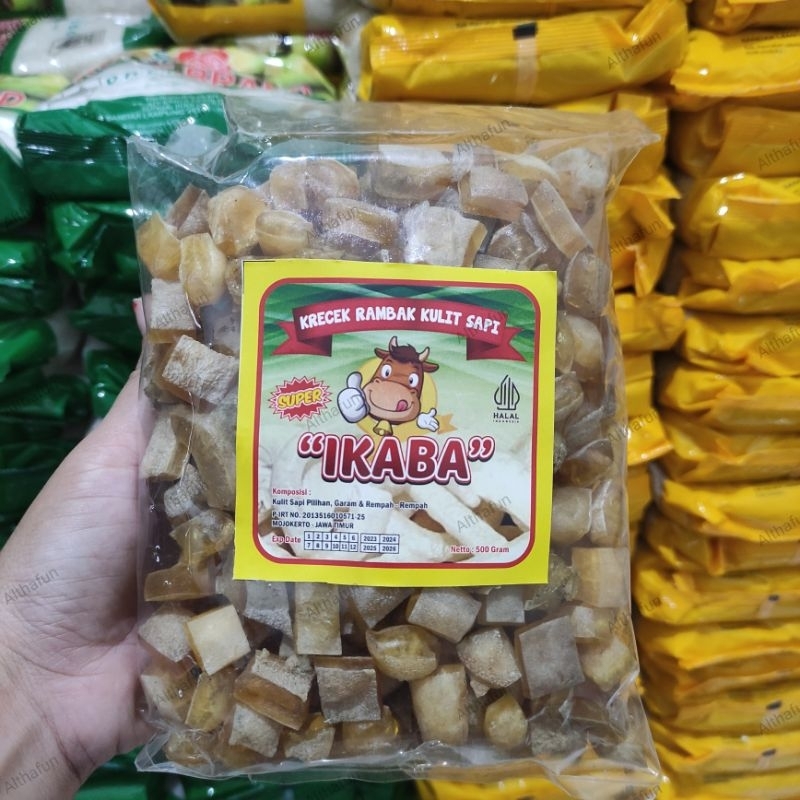 KRECEK RAMBAK KULIT SAPI
SUPER
HALAL
INDONESIA
"IKABA"
Komposisi :
Kulit Sapi Pilihan, Garam & Rempah - Rempah
P-IRT NO. 2013516010571-25
MOJOKERTO - JAWA TIMUR
Exp Date 1 2 3 4 5 6 2023 2024
7 8 9 10 11 12 2025 2026
Netto : 500 Gram
Althafun